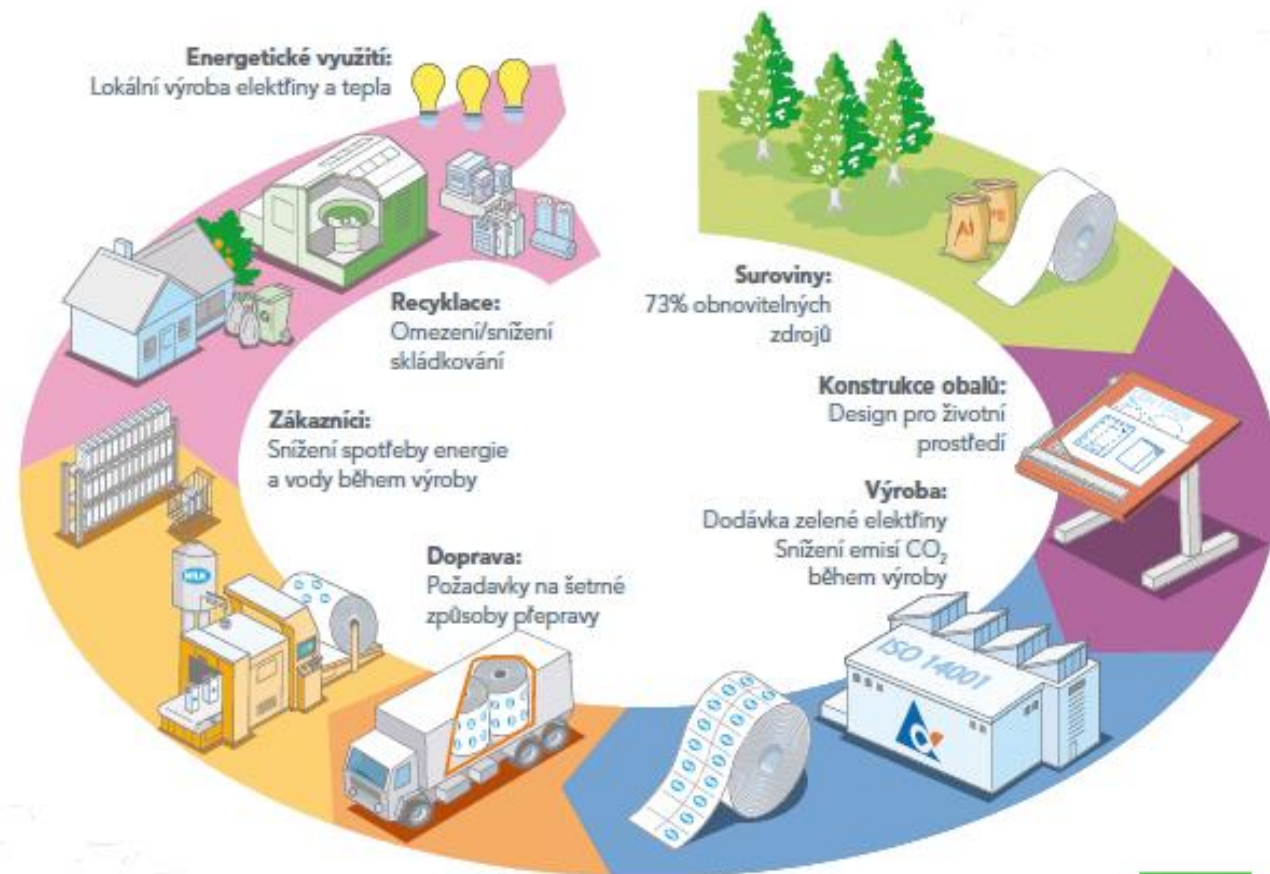 Energetické využití:
Lokální výroba elektřiny a tepla
Al
PE
Suroviny:
73% obnovitelných
zdrojů
Recyklace:
Omezení/snížení
skládkování
Konstrukce obalů:
Design pro životní
prostředí
Zákazníci:
Snížení spotřeby energie
a vody během výroby
Výroba:
Dodávka zelené elektřiny
Snížení emisí CO₂
během výroby
Doprava:
Požadavky na šetrné
způsoby přepravy
MILK
ISO 14001